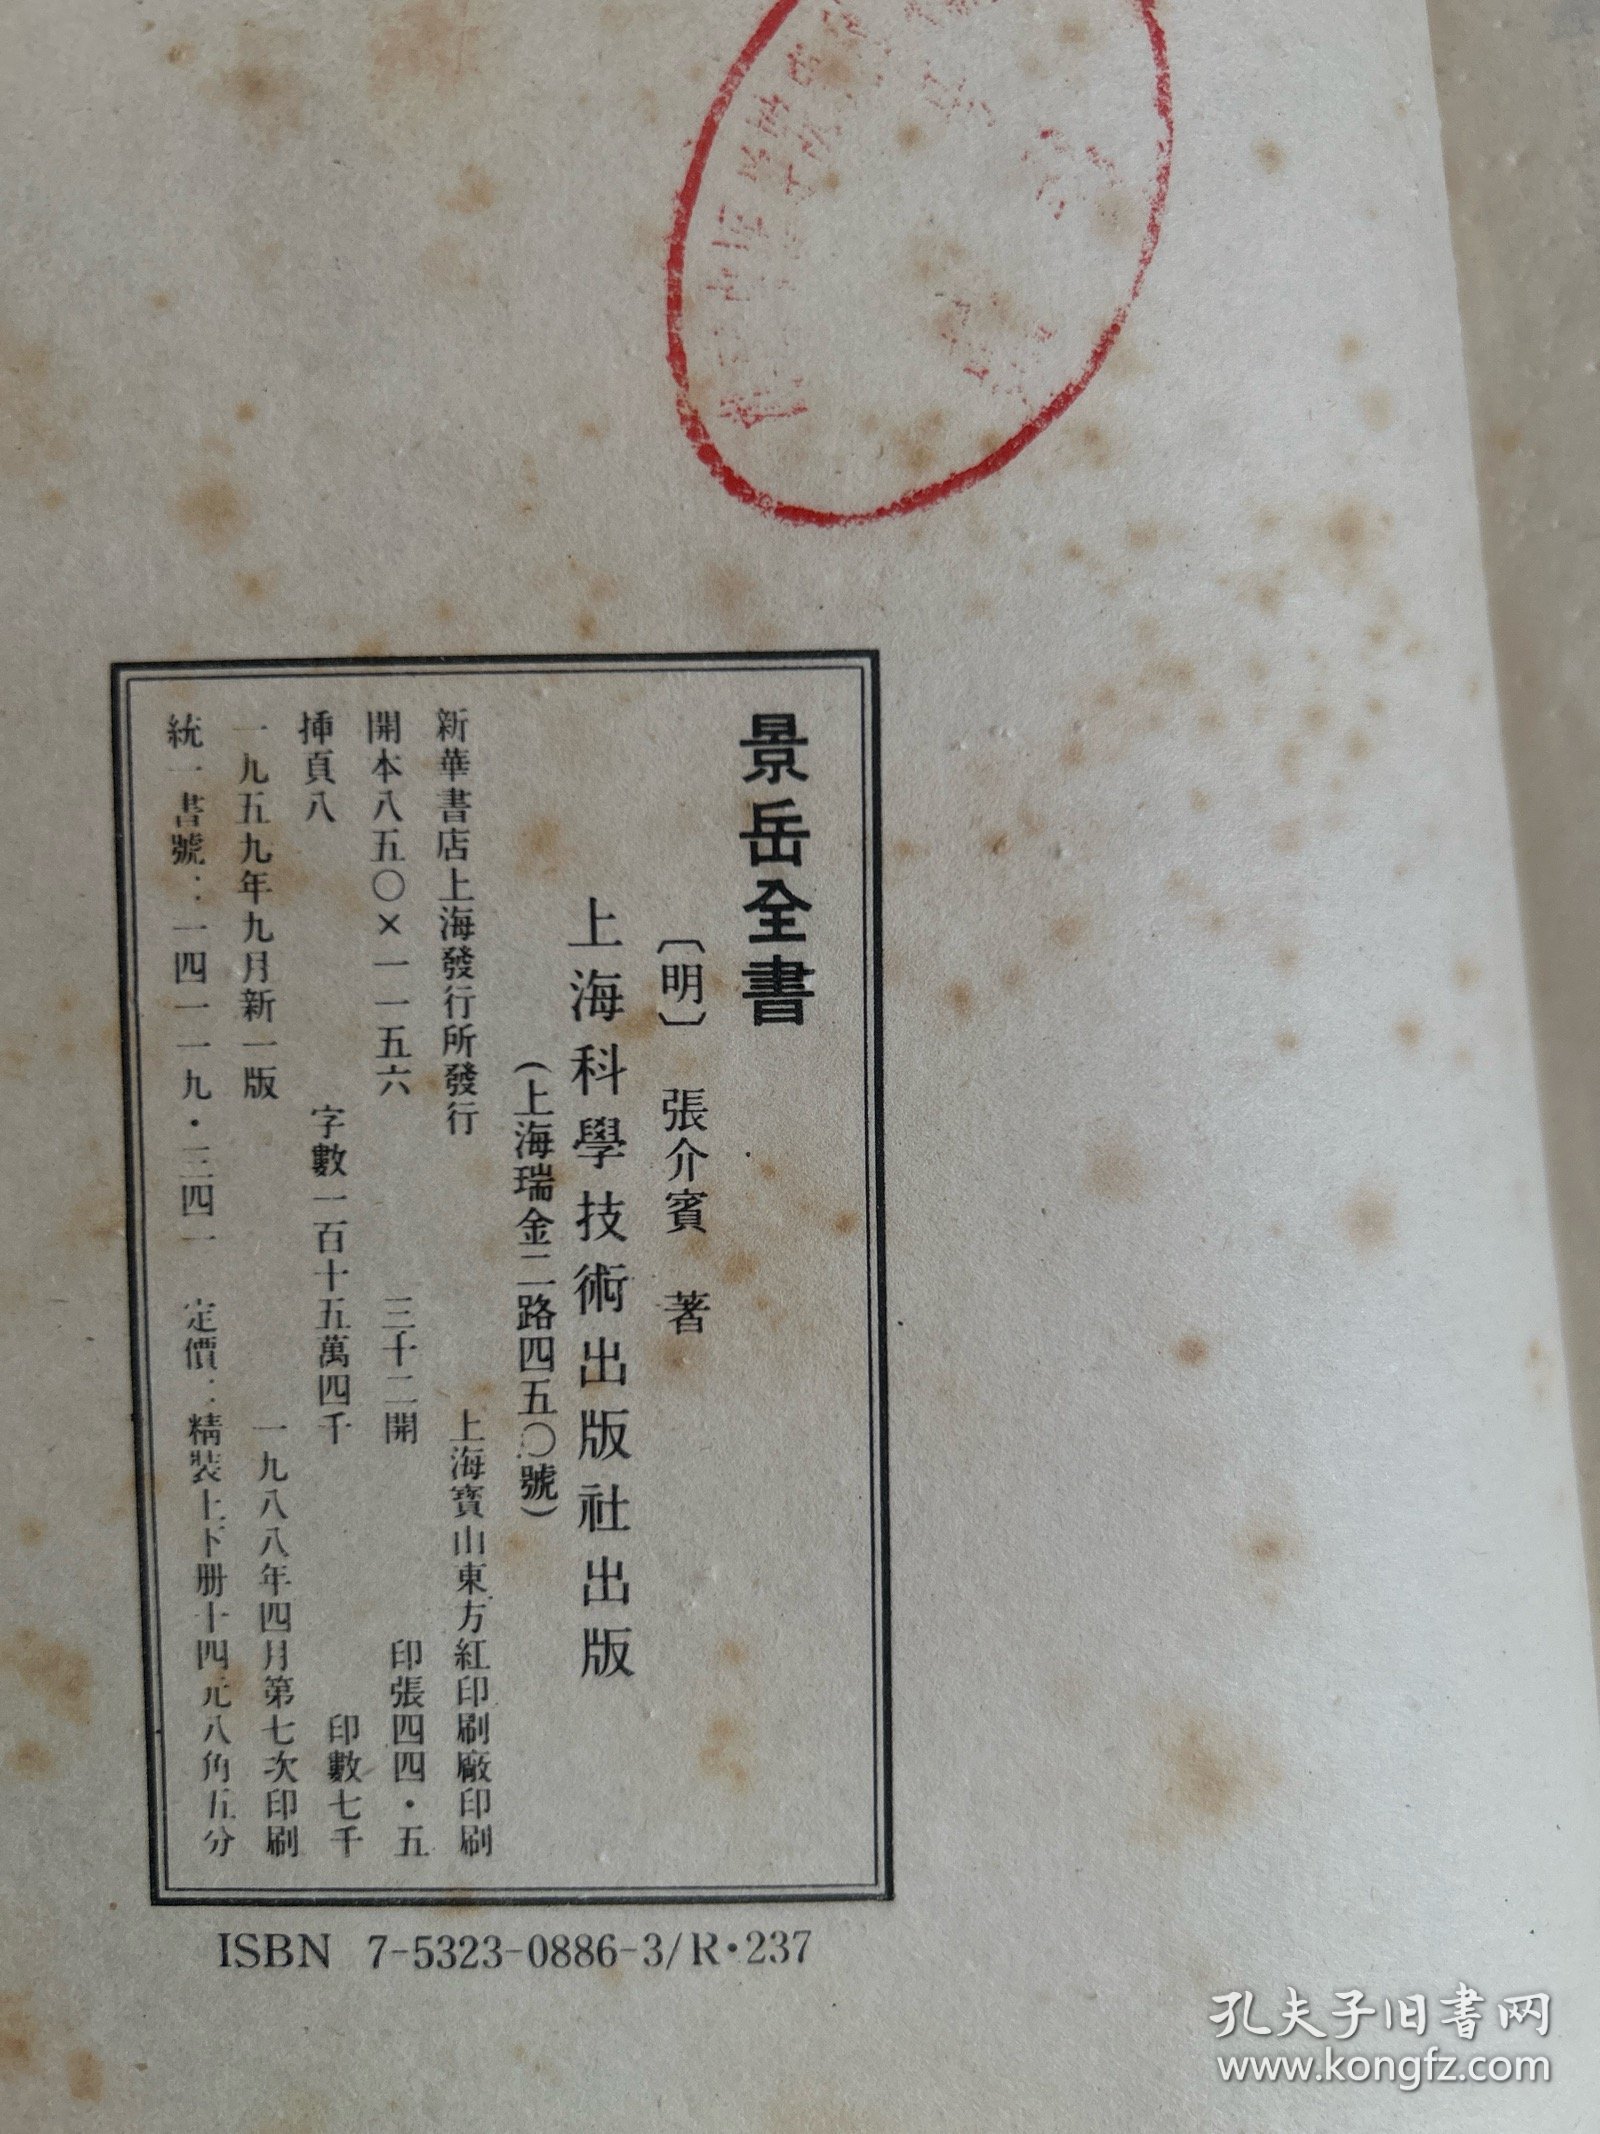 景岳全書
〔明〕 張介賓 著
上海科學技術出版社出版
(上海瑞金二路四五〇號)
新華書店上海發行所發行 上海寶山東方紅印刷廠印刷
開本八五〇×一一五六 三十二開 印張四四·五
挿頁八 字數一百十五萬四千 印數七千
一九五九年九月新一版 一九八八年四月第七次印刷
統一書號:一四一一九·三四一 定價:精裝上下册十四元八角五分
ISBN 7-5323-0886-3/R·237
孔夫子旧书网
www.kongfz.com